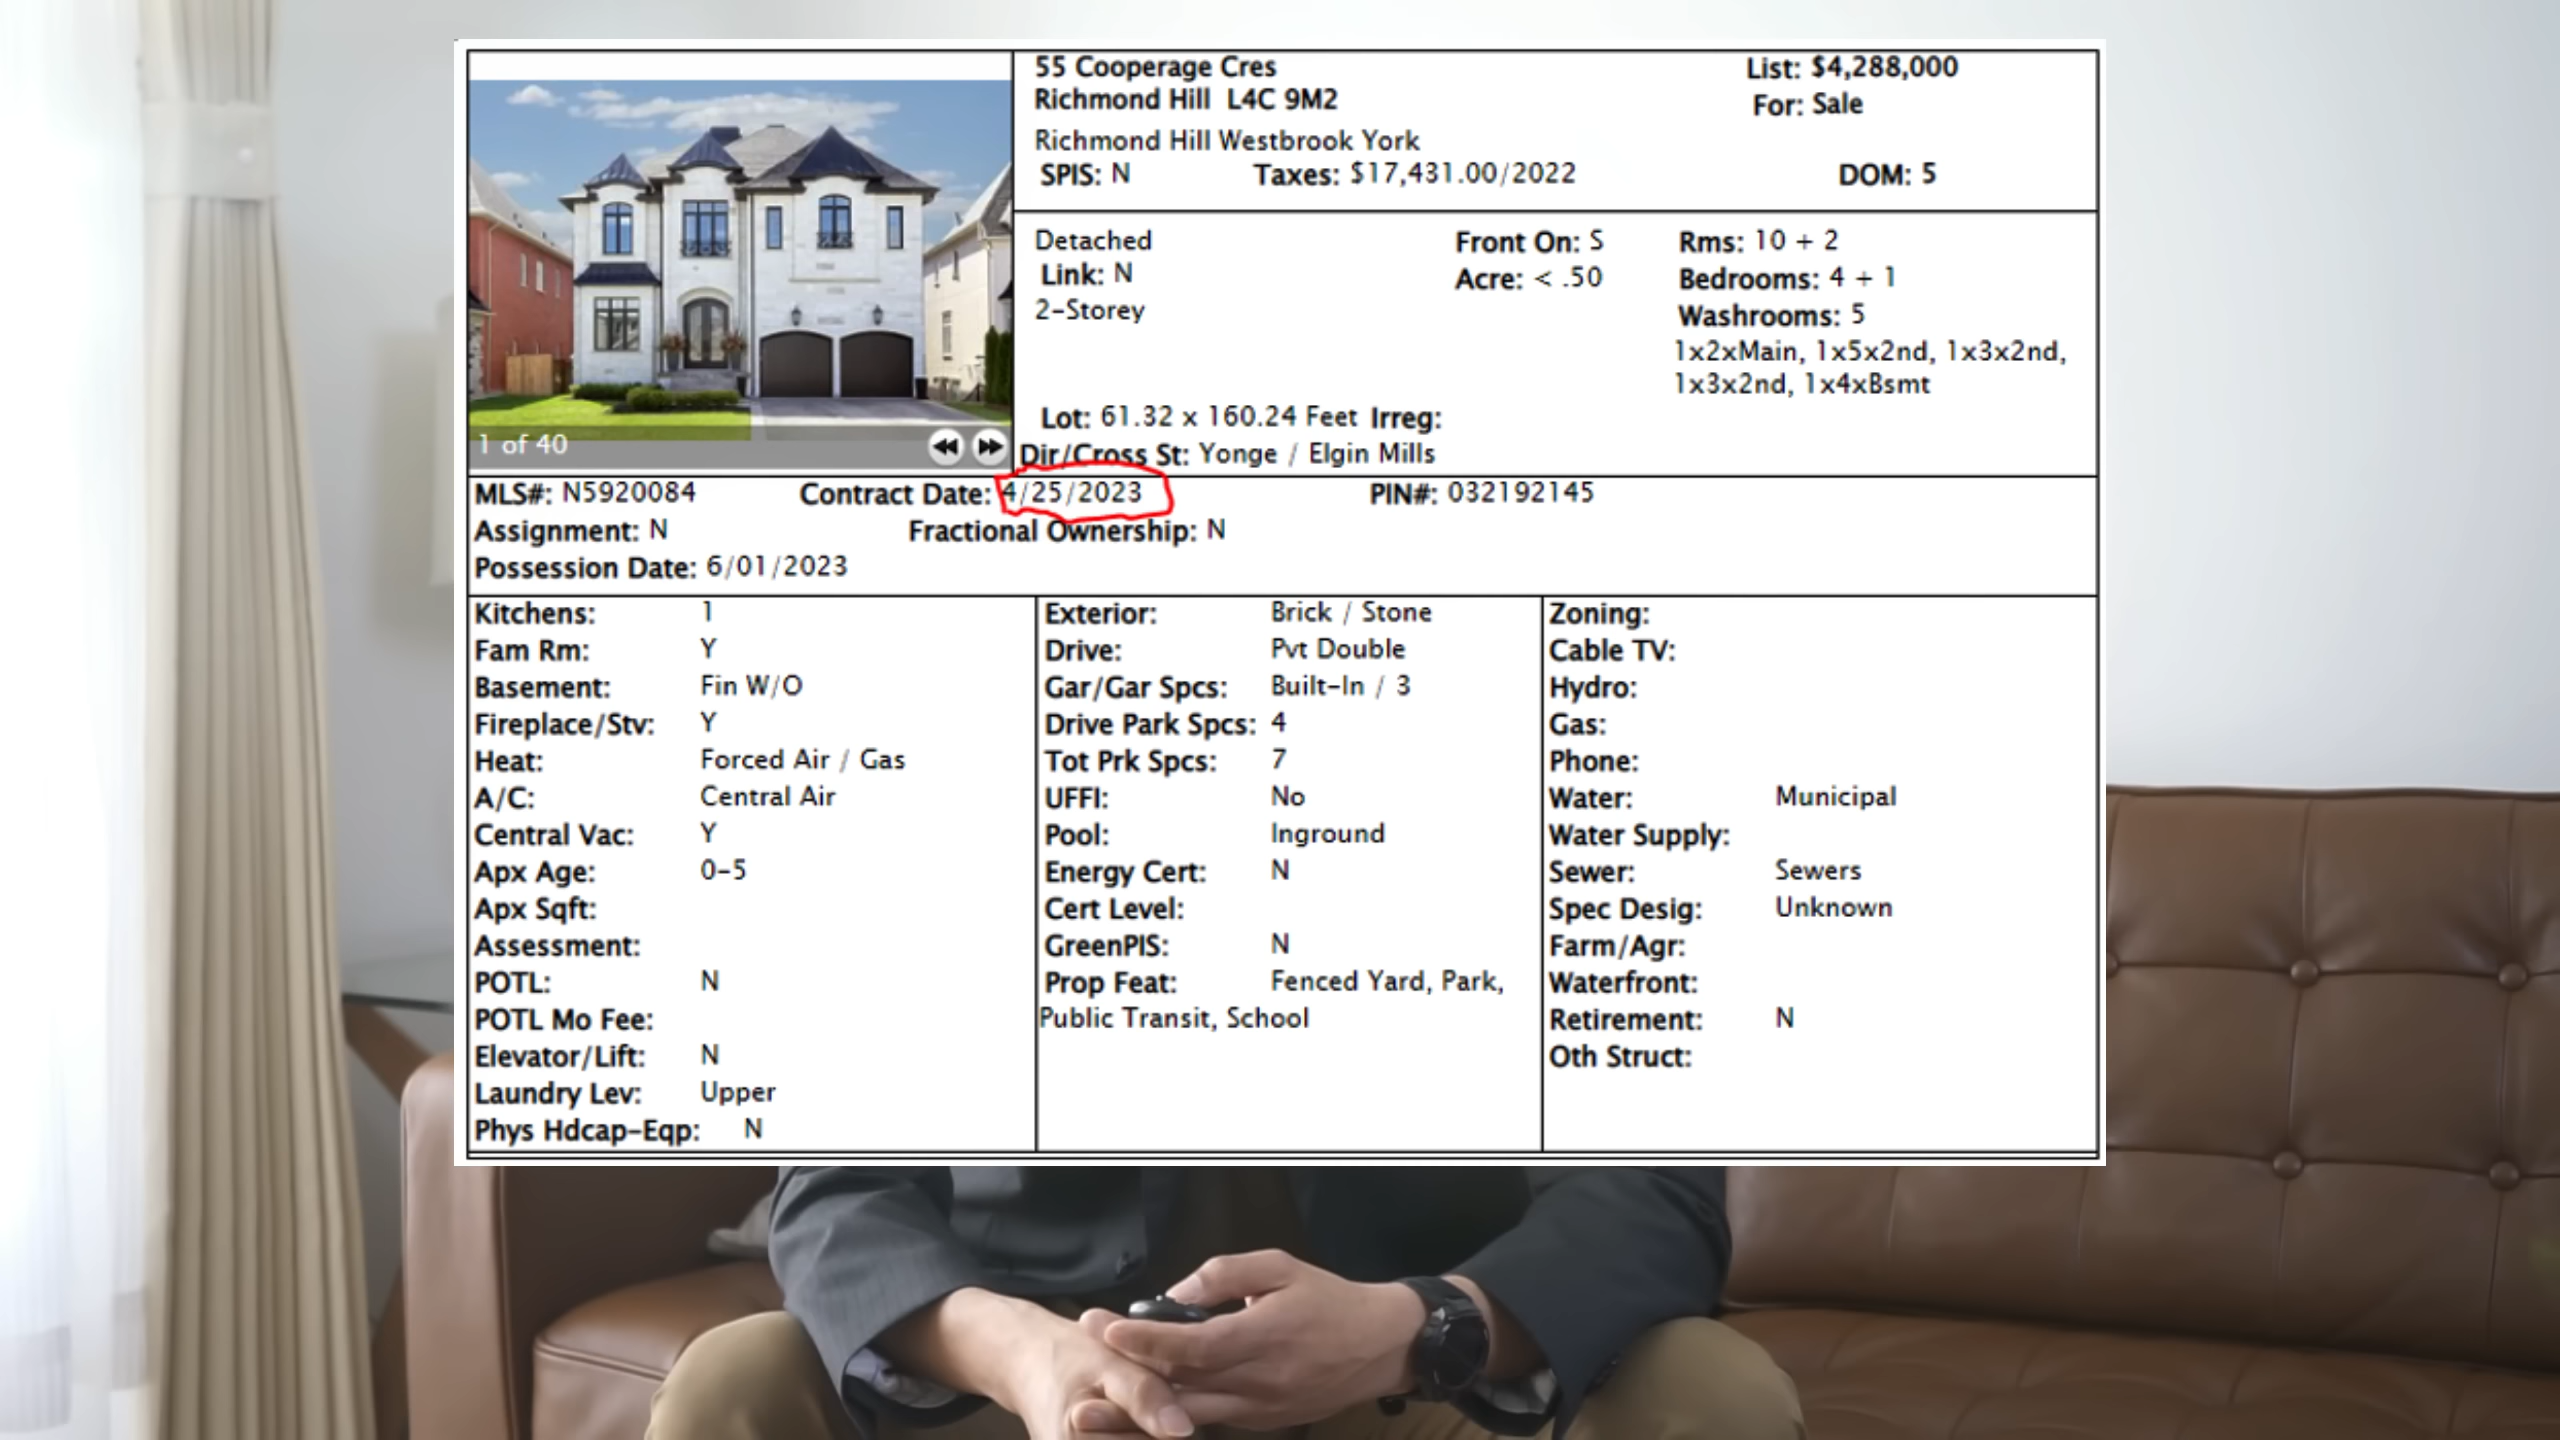 55 Cooperage Cres
Richmond Hill L4C 9M2
Richmond Hill Westbrook York
SPIS: N Taxes: $17,431.00/2022
List: $4,288,000
For: Sale
DOM: 5
Detached
Link: N
2-Storey
Front On: S
Acre: < .50
Rms: 10 + 2
Bedrooms: 4 + 1
Washrooms: 5
1x2xMain, 1x5x2nd, 1x3x2nd,
1x3x2nd, 1x4xBsmt
Lot: 61.32 x 160.24 Feet Irreg:
Dir/Cross St: Yonge / Elgin Mills
1 of 40
MLS#: N5920084 Contract Date: 4/25/2023 PIN#: 032192145
Assignment: N Fractional Ownership: N
Possession Date: 6/01/2023
Kitchens: 1
Fam Rm: Y
Basement: Fin W/O
Fireplace/Stv: Y
Heat: Forced Air / Gas
A/C: Central Air
Central Vac: Y
Apx Age: 0-5
Apx Sqft:
Assessment:
POTL: N
POTL Mo Fee:
Elevator/Lift: N
Laundry Lev: Upper
Phys Hdcap-Eqp: N
Exterior: Brick / Stone
Drive: Pvt Double
Gar/Gar Spcs: Built-In / 3
Drive Park Spcs: 4
Tot Prk Spcs: 7
UFFI: No
Pool: Inground
Energy Cert: N
Cert Level:
GreenPIS: N
Prop Feat: Fenced Yard, Park,
Public Transit, School
Zoning:
Cable TV:
Hydro:
Gas:
Phone:
Water: Municipal
Water Supply:
Sewer: Sewers
Spec Desig: Unknown
Farm/Agr:
Waterfront:
Retirement: N
Oth Struct: